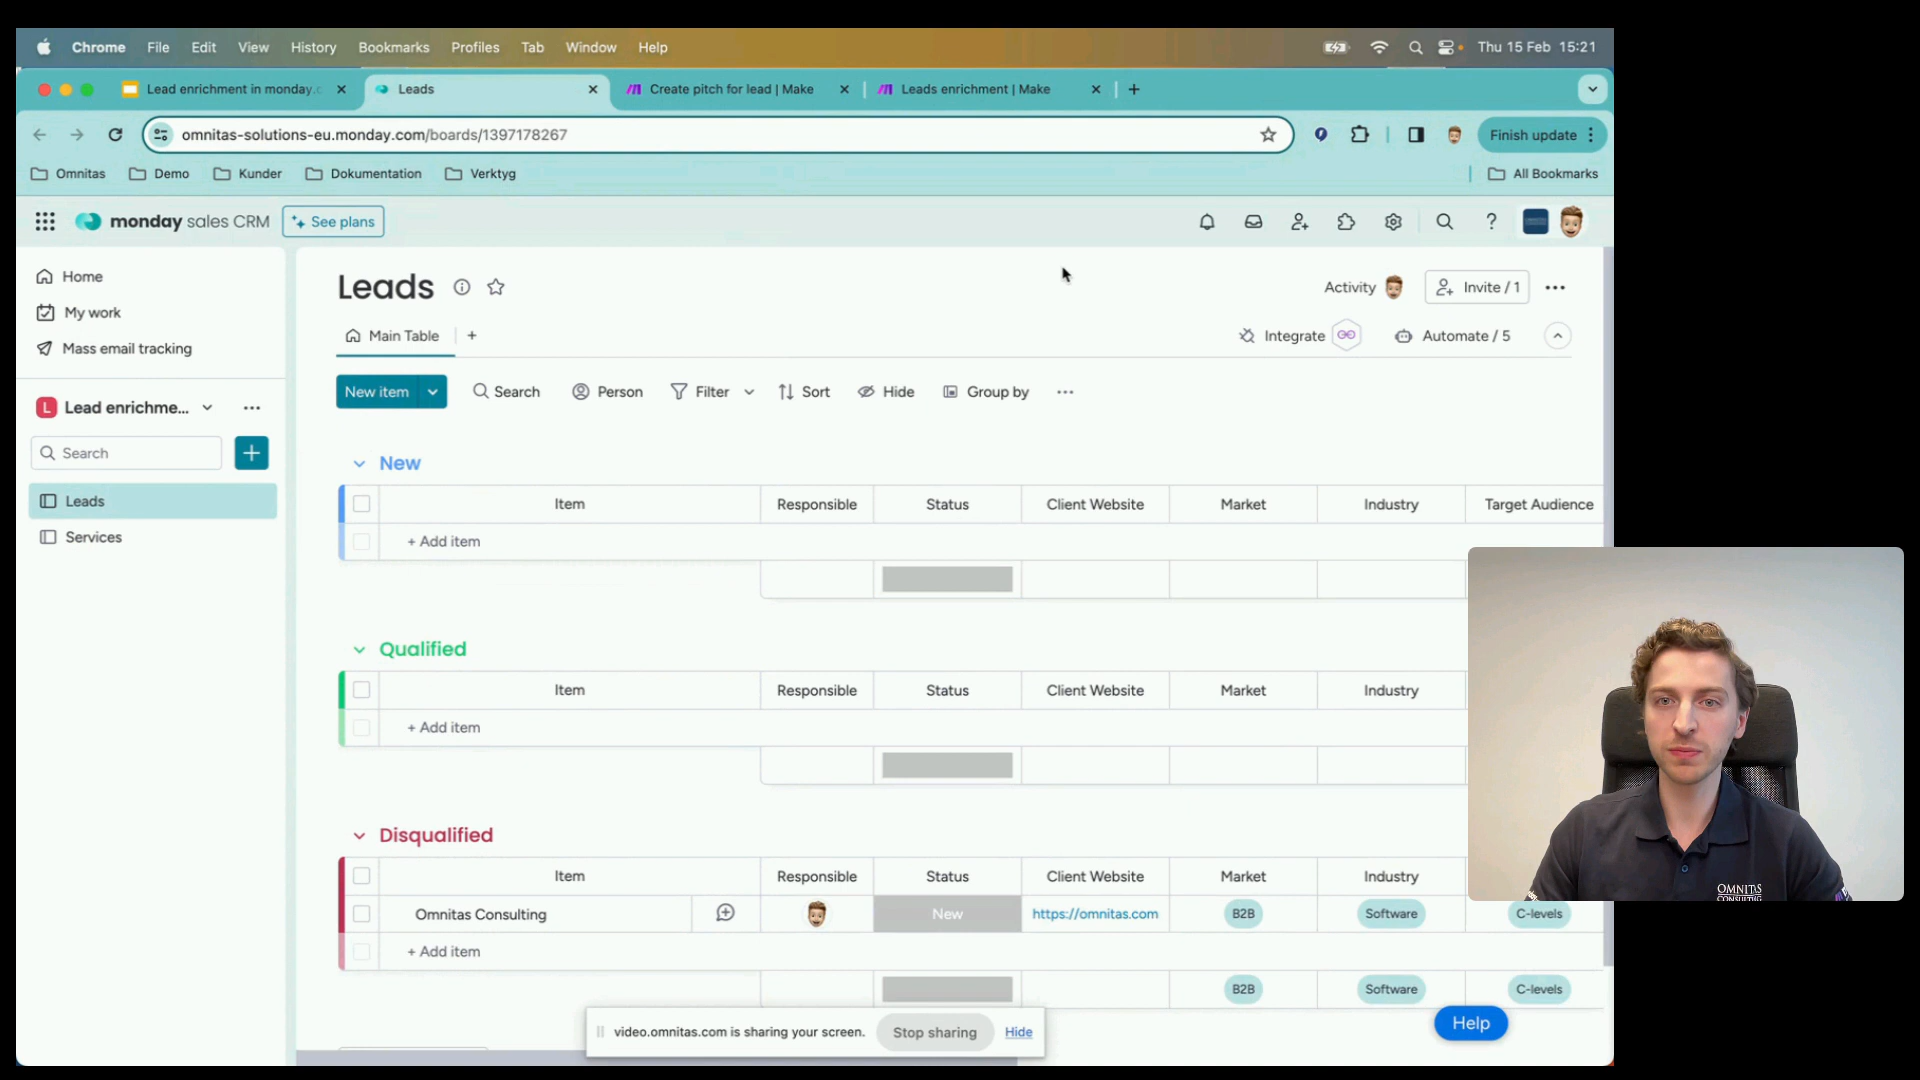 Chrome File Edit View History Bookmarks Profiles Tab Window Help Thu 15 Feb 15:21
Lead enrichment in monday.c Leads Create pitch for lead | Make Leads enrichment | Make
omnitas-solutions-eu.monday.com/boards/1397178267 Finish update
Omnitas Demo Kunder Dokumentation Verktyg All Bookmarks
monday sales CRM See plans
Home
My work
Mass email tracking
L Lead enrichme...
Search
Leads
Services
Leads Activity Invite / 1
Main Table Integrate Automate / 5
New item Search Person Filter Sort Hide Group by
New
Item Responsible Status Client Website Market Industry Target Audience
+ Add item
Qualified
Item Responsible Status Client Website Market Industry
+ Add item
Disqualified
Item Responsible Status Client Website Market Industry
Omnitas Consulting New https://omnitas.com B2B Software C-levels
+ Add item
B2B Software C-levels
video.omnitas.com is sharing your screen. Stop sharing Hide
Help
OMNITAS
CONSULTING